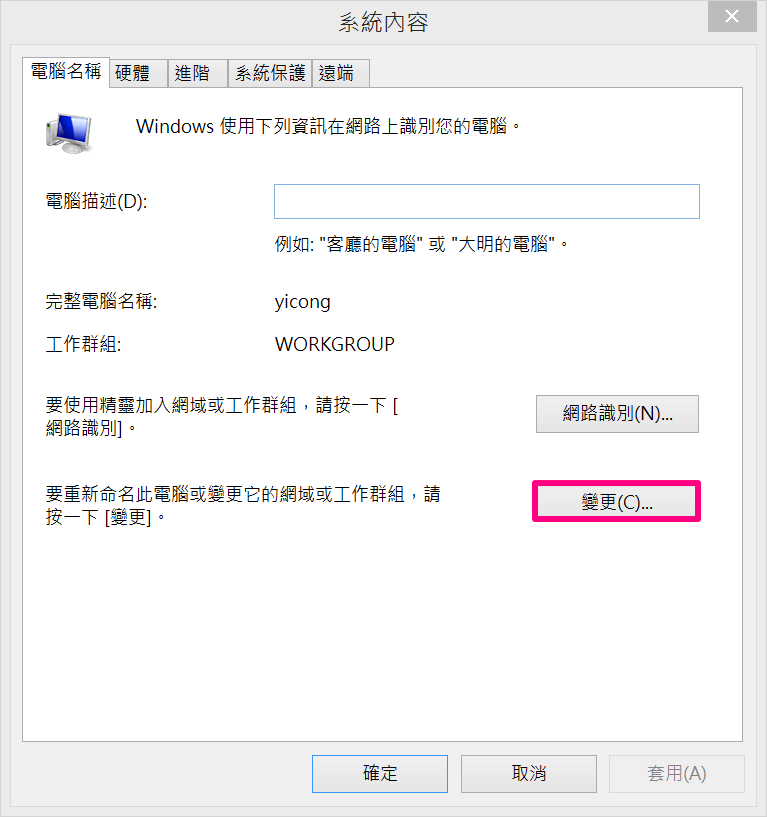 系統內容
電腦名稱 硬體 進階 系統保護 遠端
Windows 使用下列資訊在網路上識別您的電腦。
電腦描述(D):
例如: "客廳的電腦" 或 "大明的電腦"。
完整電腦名稱: yicong
工作群組: WORKGROUP
要使用精靈加入網域或工作群組，請按一下 [
網路識別]。
網路識別(N)...
要重新命名此電腦或變更它的網域或工作群組，請
按一下 [變更]。
變更(C)...
確定 取消 套用(A)